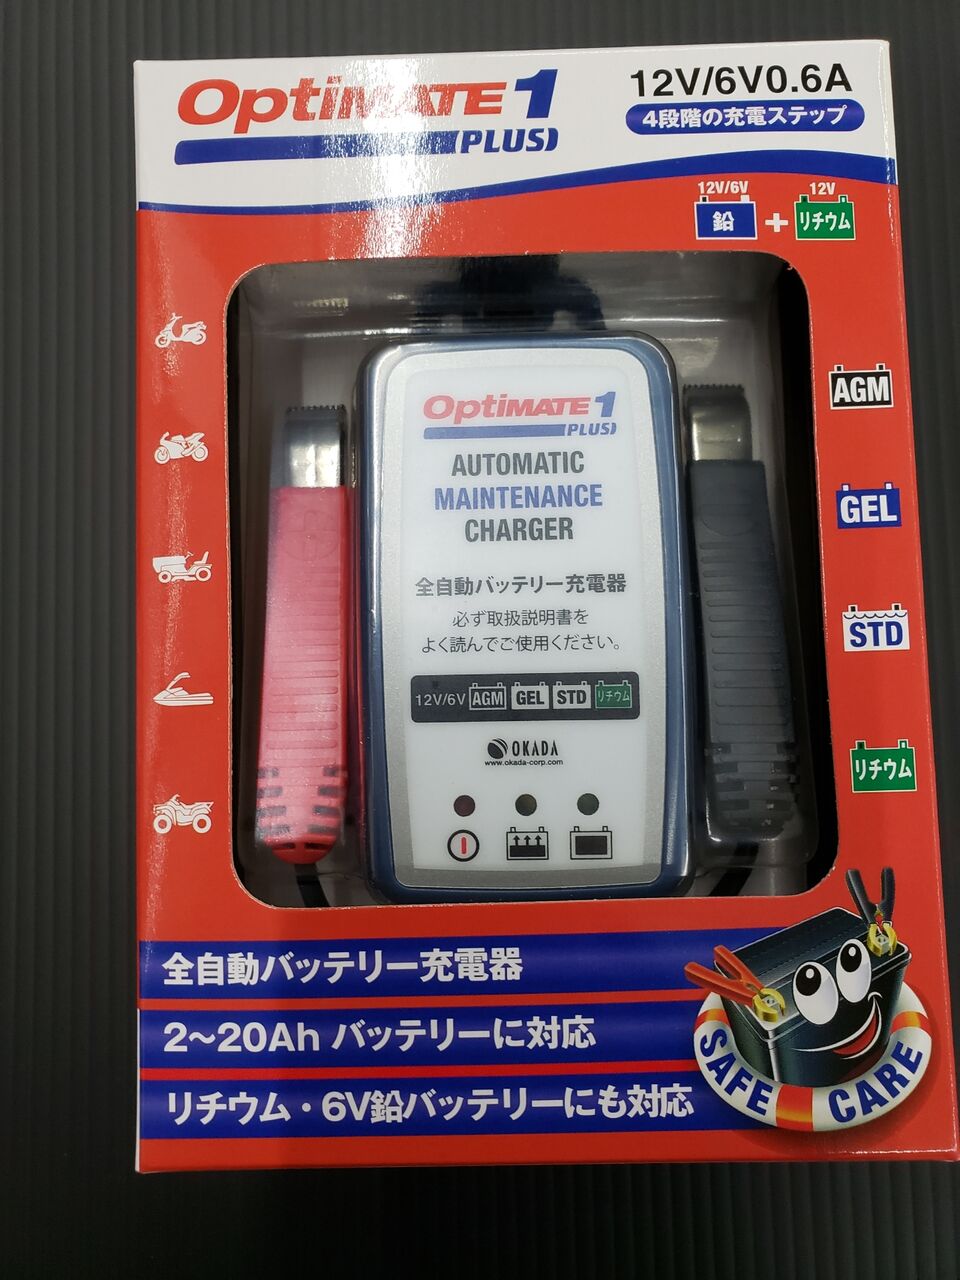 OptiMATE 1
PLUS
12V/6V0.6A
4段階の充電ステップ
12V/6V
鉛
+
12V
リチウム
AGM
GEL
STD
リチウム
OptiMATE 1
PLUS
AUTOMATIC
MAINTENANCE
CHARGER
全自動バッテリー充電器
必ず取扱説明書を
よく読んでご使用ください。
12V/6V AGM GEL STD リチウム
OKADA
www.okada-corp.com
全自動バッテリー充電器
2〜20Ah バッテリーに対応
リチウム・6V鉛バッテリーにも対応
SAFE CARE